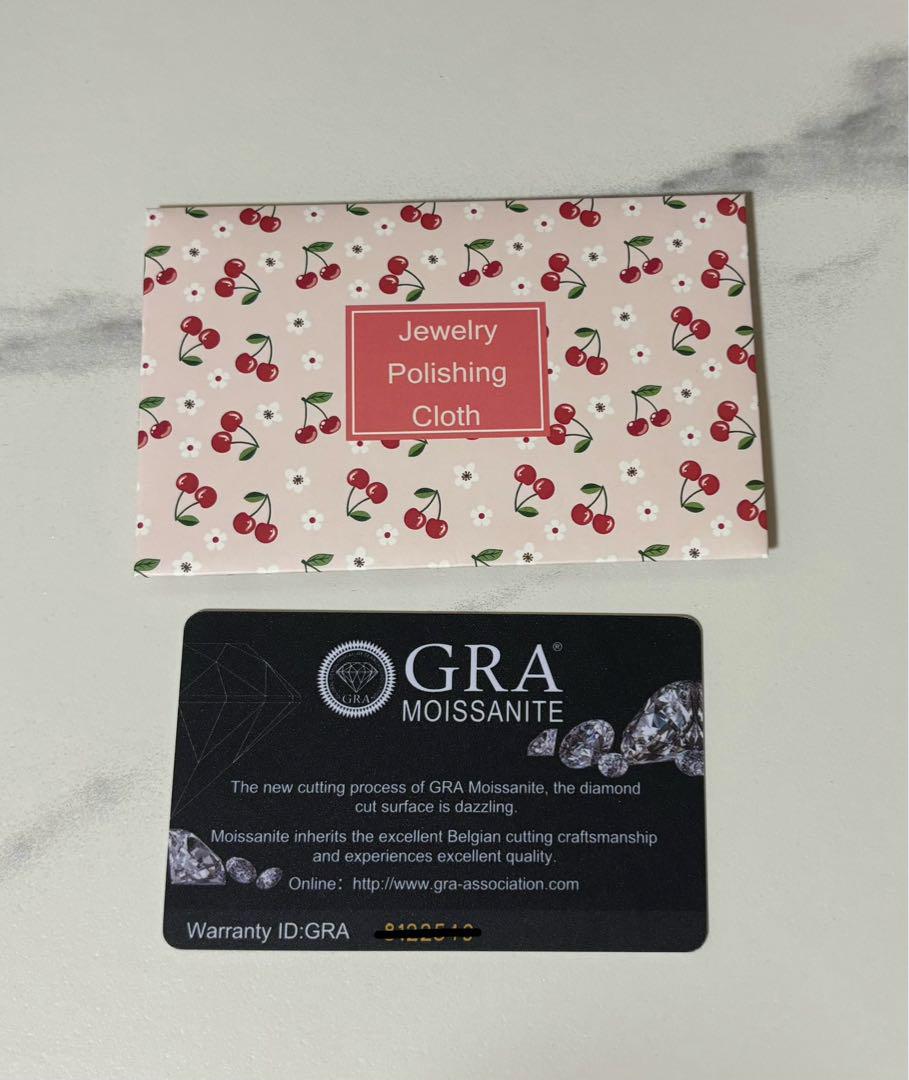 Jewelry
Polishing
Cloth
GRA®
MOISSANITE
GRA
The new cutting process of GRA Moissanite, the diamond
cut surface is dazzling.
Moissanite inherits the excellent Belgian cutting craftsmanship
and experiences excellent quality.
Online：http://www.gra-association.com
Warranty ID:GRA